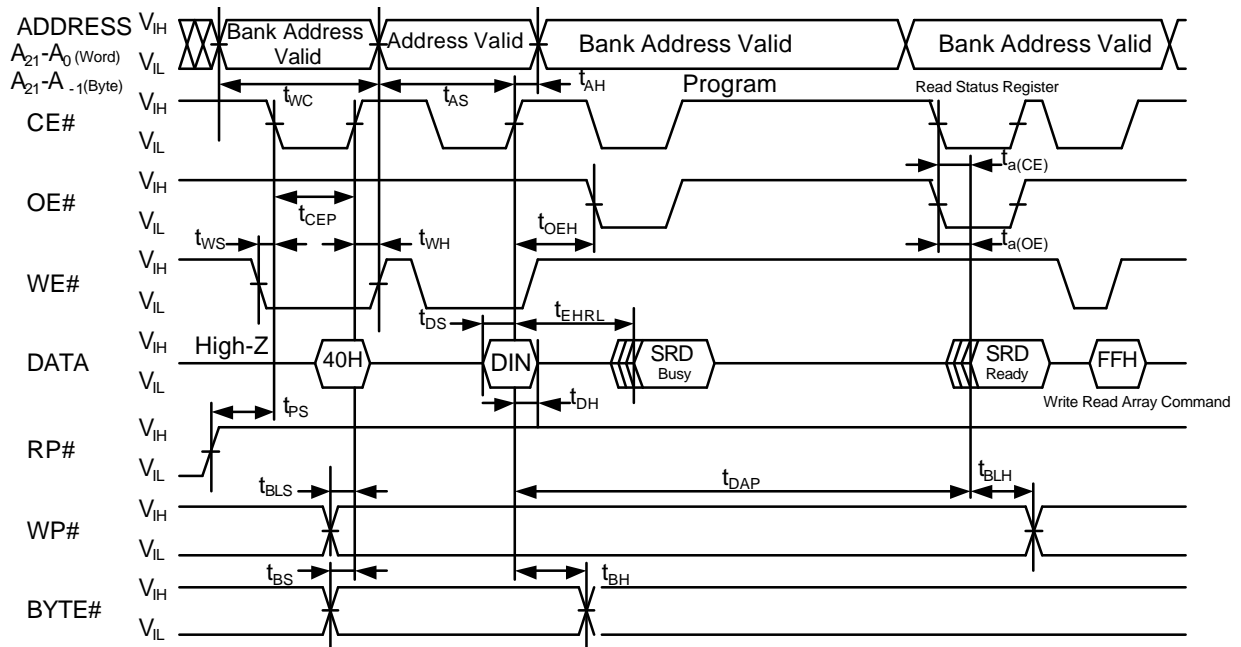 ADDRESS VIH Bank Address Valid Address Valid Bank Address Valid Bank Address Valid
A21-A0 (Word) VIL
A21-A-1(Byte) tWC tAS tAH Program Read Status Register
CE# VIH
VIL
ta(CE)
OE# VIH
VIL
tCEP tOEH
tWS tWH ta(OE)
WE# VIH
VIL
tDS tEHRL
DATA VIH High-Z 40H DIN SRD Busy SRD Ready FFH
VIL
tPS tDH Write Read Array Command
RP# VIH
VIL
tBLS tDAP tBLH
WP# VIH
VIL
tBS tBH
BYTE# VIH
VIL